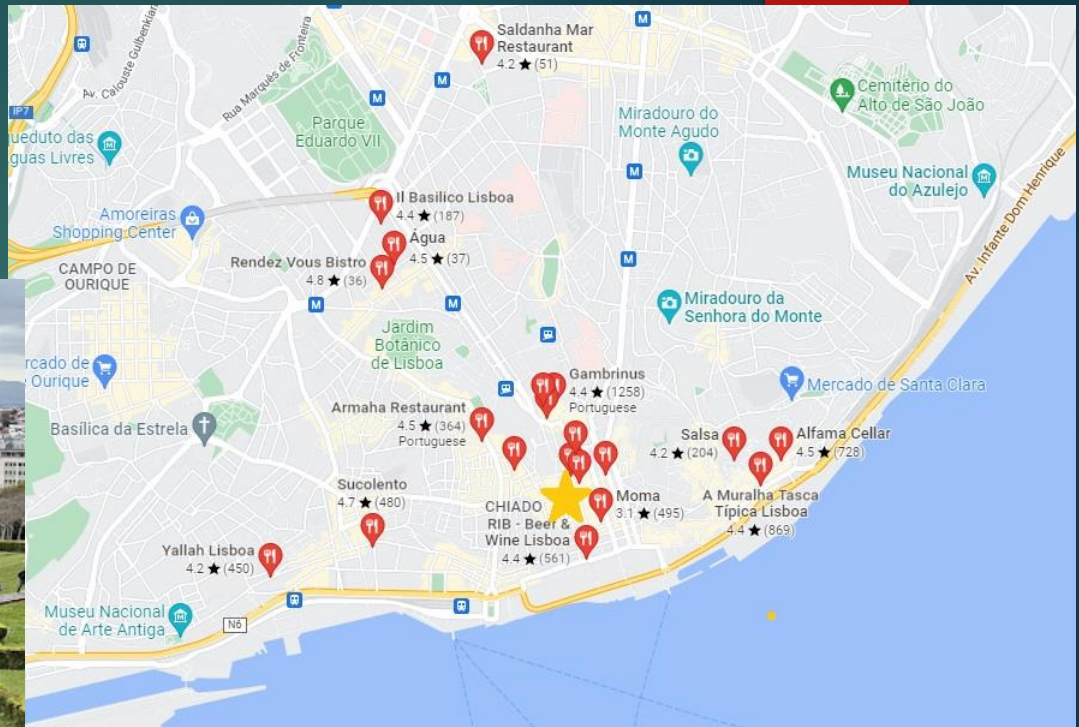 Saldanha Mar
Restaurant
4.2 ★ (51)
M
M
M
Av. Calouste Gulbenkian
Rua Marquês de Fronteira
IP7
Parque
Eduardo VII
Cemitério do
Alto de São João
Miradouro do
Monte Agudo
M
Museu Nacional
do Azulejo
Av. Infante Dom Henrique
ueduto das
guas Livres
Amoreiras
Shopping Center
Il Basilico Lisboa
4.4 ★ (187)
Água
4.5 ★ (37)
Rendez Vous Bistro
4.8 ★ (36)
CAMPO DE
OURIQUE
M
M
M
Miradouro da
Senhora do Monte
Jardim
Botânico
de Lisboa
rcado de
Ourique
Gambrinus
4.4 ★ (1258)
Portuguese
Mercado de Santa Clara
Armaha Restaurant
4.5 ★ (364)
Portuguese
Basílica da Estrela
Salsa
4.2 ★ (204)
Alfama Cellar
4.5 ★ (728)
Sucolento
4.7 ★ (480)
CHIADO
Moma
3.1 ★ (495)
A Muralha Tasca
Típica Lisboa
4.4 ★ (869)
RIB - Beer &
Wine Lisboa
4.4 ★ (561)
Yallah Lisboa
4.2 ★ (450)
Museu Nacional
de Arte Antiga
N6